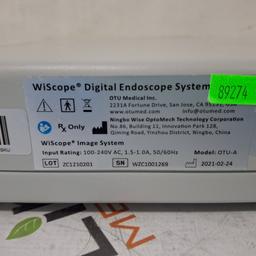 WiScope® Digital Endoscope System
OTU Medical Inc.
2231A Fortune Drive, San Jose, CA 95131, USA
www.otumed.com
89274
Rx Only
Ningbo Wise OptoMech Technology Corporation
No.86, Building 11, Innovation Park 128,
Qiming Road, Yinzhou District, Ningbo, China
WiScope® Image System
Input Rating: 100-240V AC, 1.5-1.0A, 50/60Hz
Model: OTU-A
LOT ZC1210201
SN WZC1001269
2021-02-24
SKU